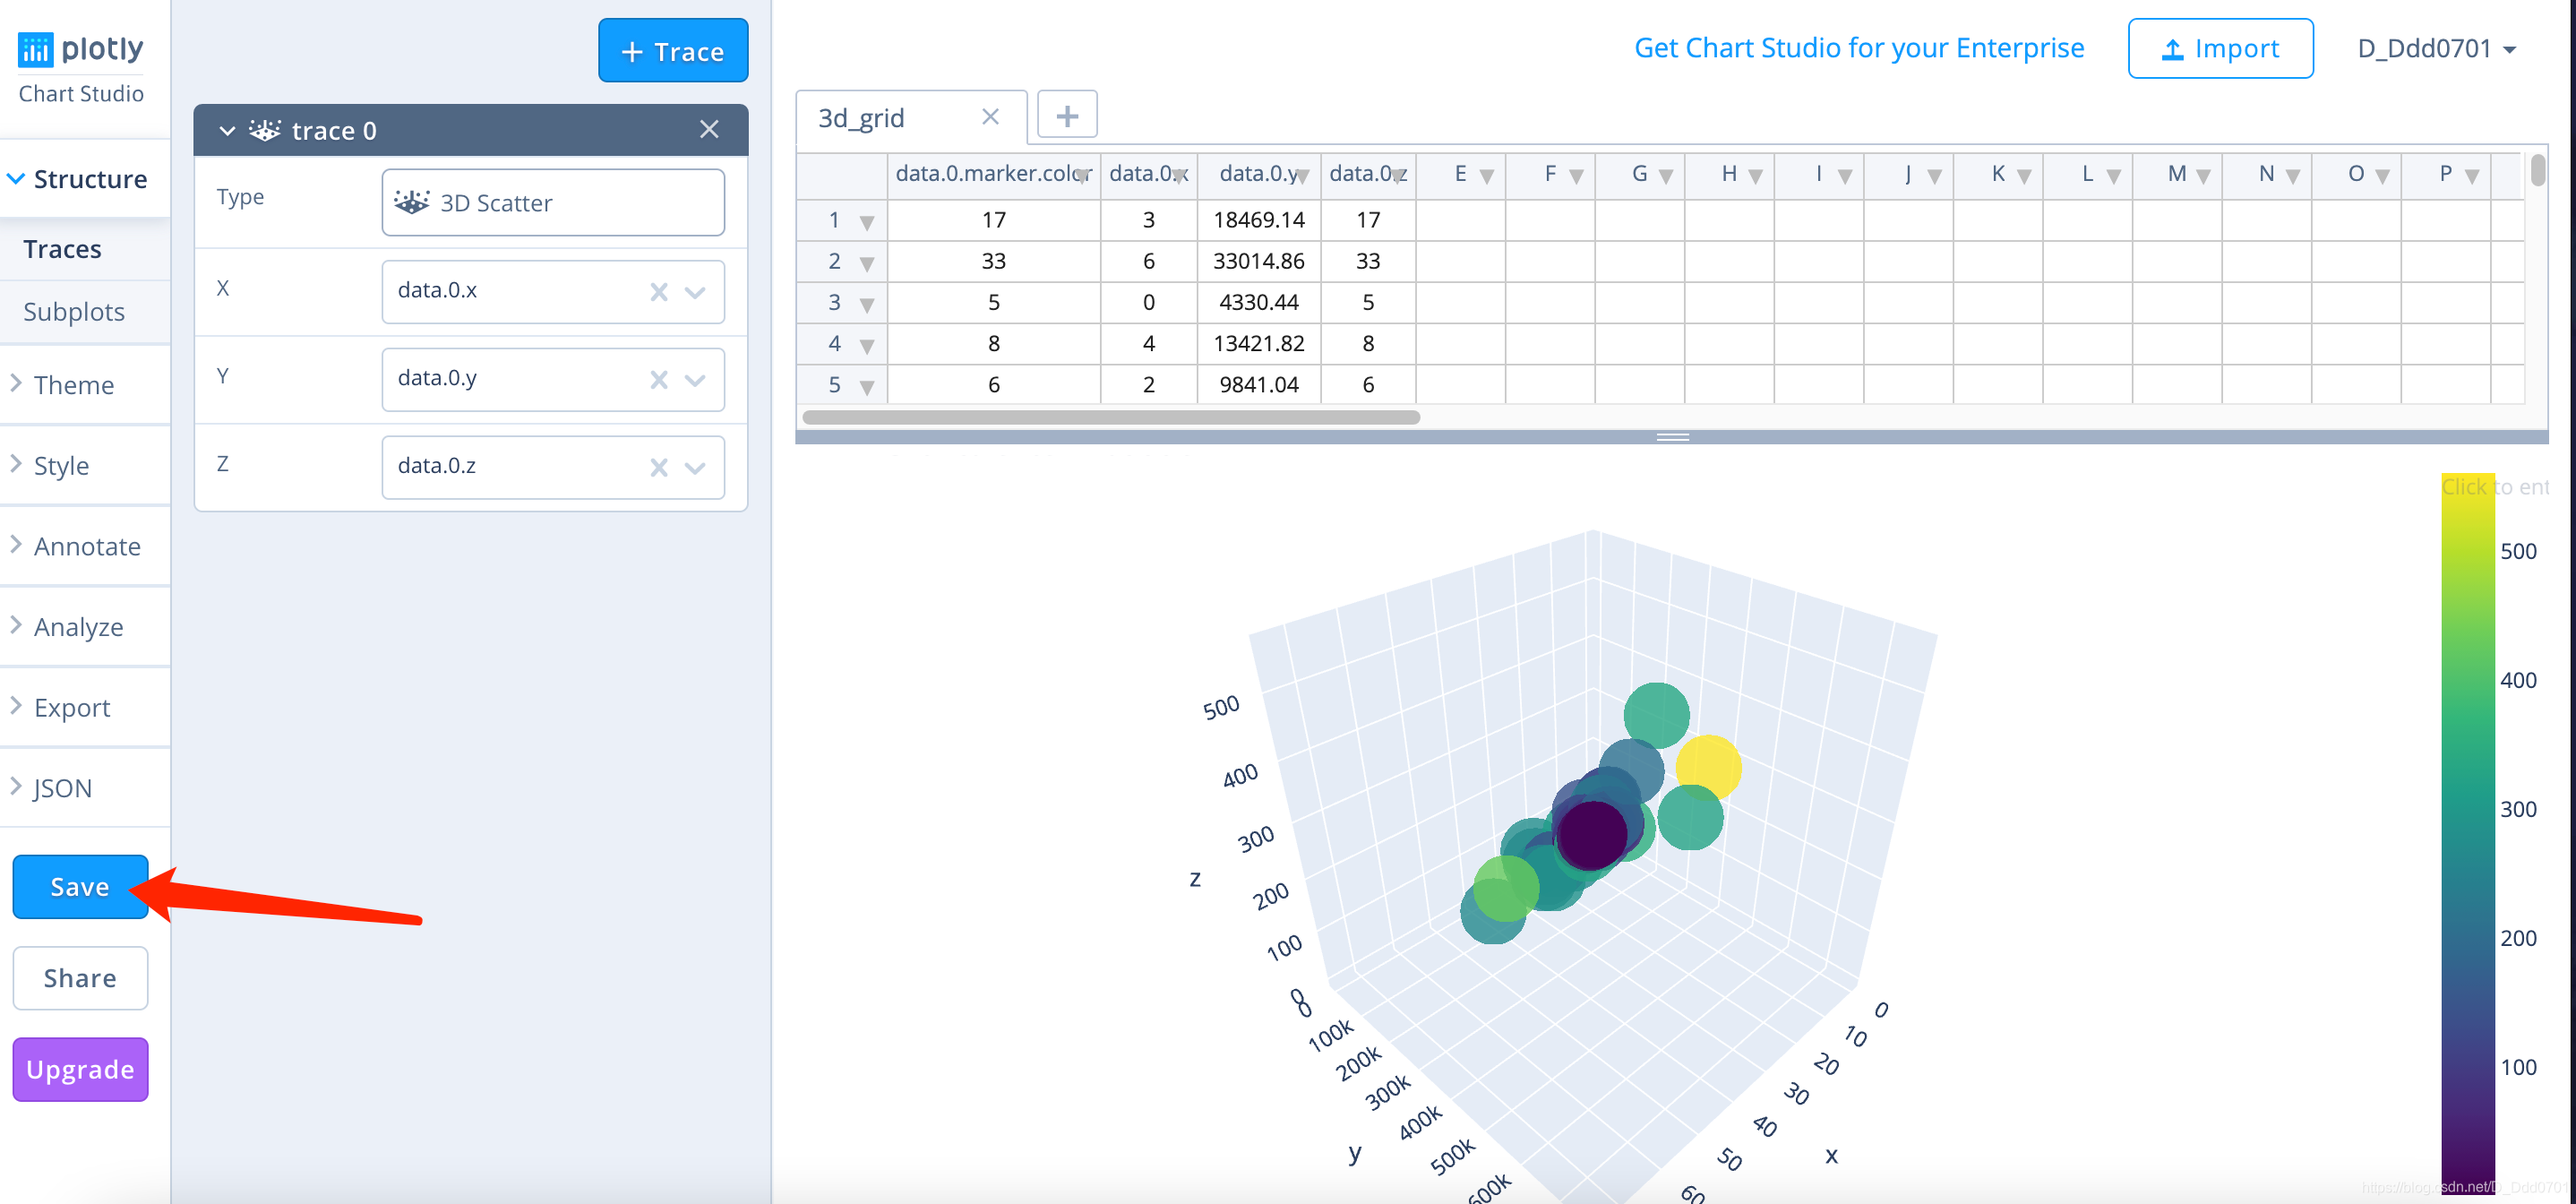 plotly
Chart Studio
Structure
Traces
Subplots
Theme
Style
Annotate
Analyze
Export
JSON
Save
Share
Upgrade
+ Trace
trace 0
Type 3D Scatter
X data.0.x
Y data.0.y
Z data.0.z
Get Chart Studio for your Enterprise Import D_Ddd0701
3d_grid
data.0.marker.color data.0.x data.0.y data.0.z E F G H I J K L M N O P
1 17 3 18469.14 17
2 33 6 33014.86 33
3 5 0 4330.44 5
4 8 4 13421.82 8
5 6 2 9841.04 6
Click to ent
500
400
300
200
100
500
400
300
200
100
0
z
0
100k
200k
300k
400k
500k
600k
y
0
10
20
30
40
50
60
x
https://blog.csdn.net/D_Ddd0701